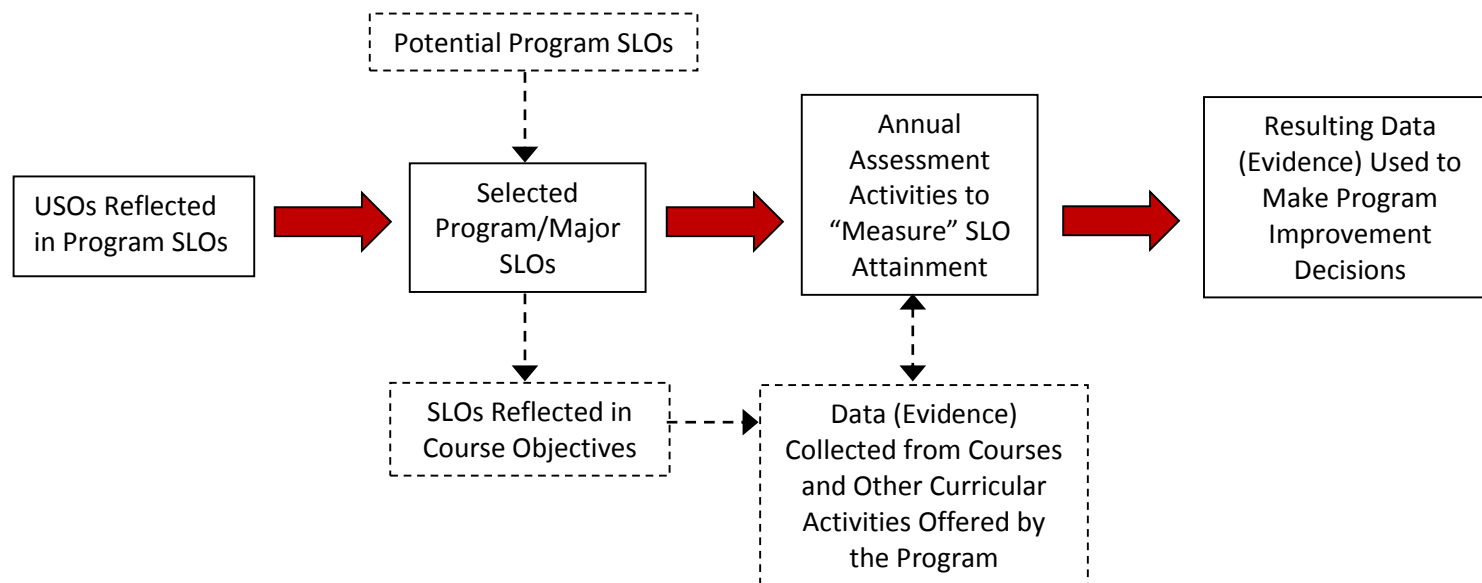 Potential Program SLOs
USOs Reflected
in Program SLOs
Selected
Program/Major
SLOs
Annual
Assessment
Activities to
“Measure” SLO
Attainment
Resulting Data
(Evidence) Used to
Make Program
Improvement
Decisions
SLOs Reflected in
Course Objectives
Data (Evidence)
Collected from Courses
and Other Curricular
Activities Offered by
the Program